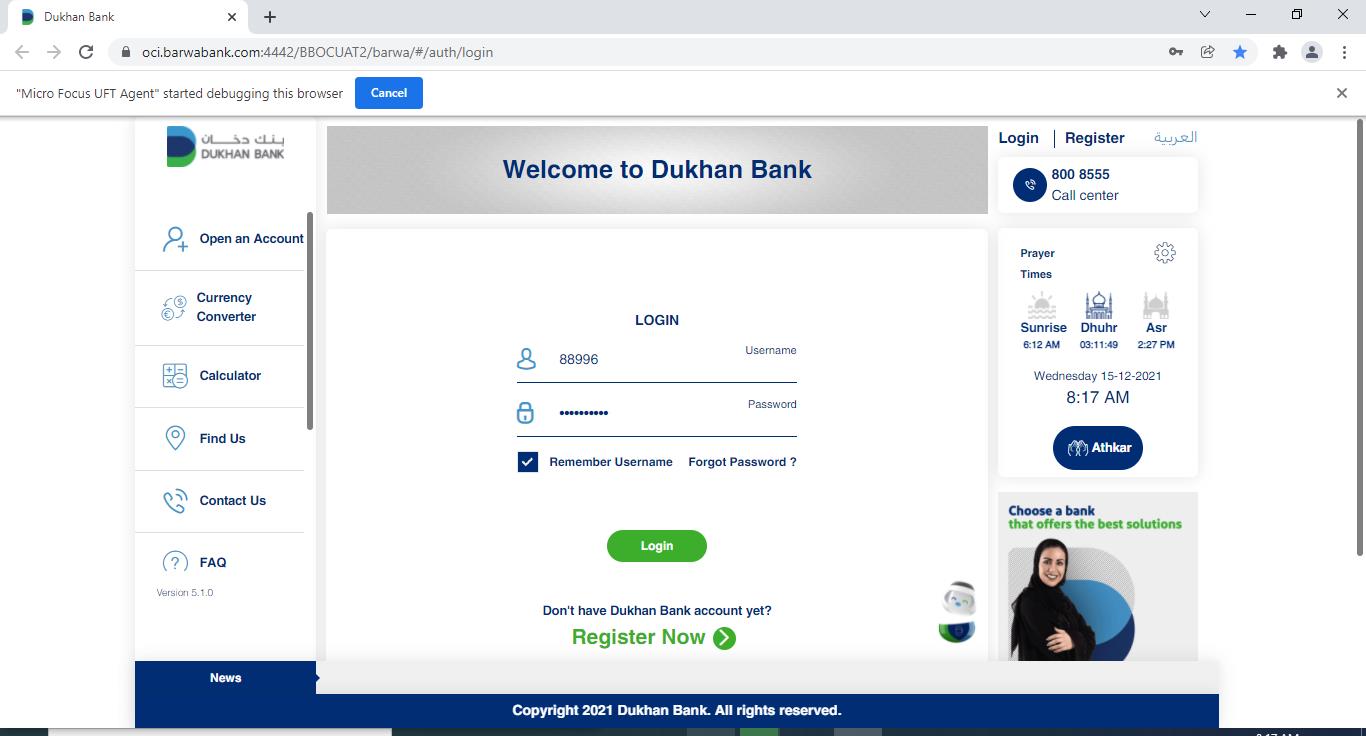 Dukhan Bank
oci.barwabank.com:4442/BBOCUAT2/barwa/#/auth/login
"Micro Focus UFT Agent" started debugging this browser
Cancel
بنك دخان
DUKHAN BANK
Open an Account
Currency
Converter
Calculator
Find Us
Contact Us
FAQ
Version 5.1.0
Welcome to Dukhan Bank
LOGIN
Username
88996
Password
••••••••••
Remember Username Forgot Password ?
Login
Don't have Dukhan Bank account yet?
Register Now
Login | Register العربية
800 8555
Call center
Prayer
Times
Sunrise Dhuhr Asr
6:12 AM 03:11:49 2:27 PM
Wednesday 15-12-2021
8:17 AM
Athkar
Choose a bank
that offers the best solutions
News
Copyright 2021 Dukhan Bank. All rights reserved.